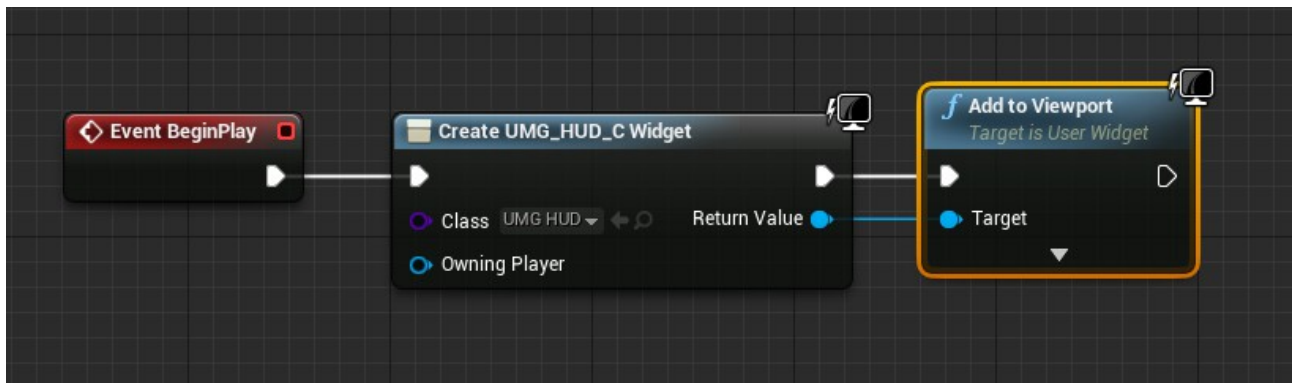 Event BeginPlay
Create UMG_HUD_C Widget
Class UMG HUD
Return Value
Owning Player
f Add to Viewport
Target is User Widget
Target